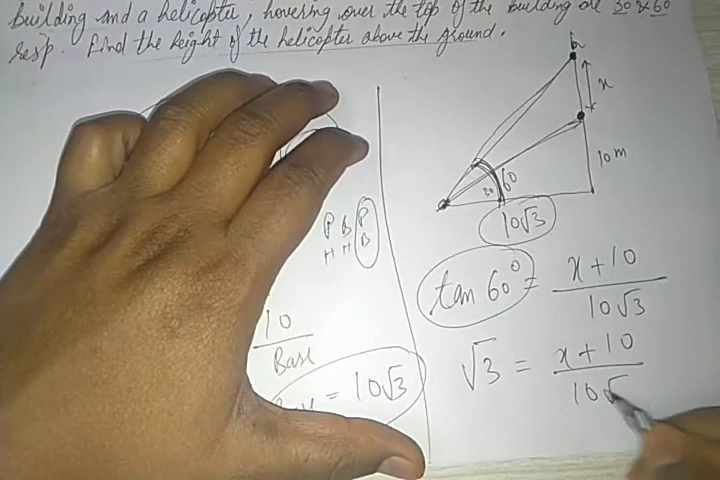 building and a helicopter, hovering over the top of the building are 30 & 60
resp. Find the height of the helicopter above the ground.
h
x
10m
30
60
10√3
P B P
H H B
10
Base
= 10√3
tan 60° = x+10
10√3
√3 = x+10
10√